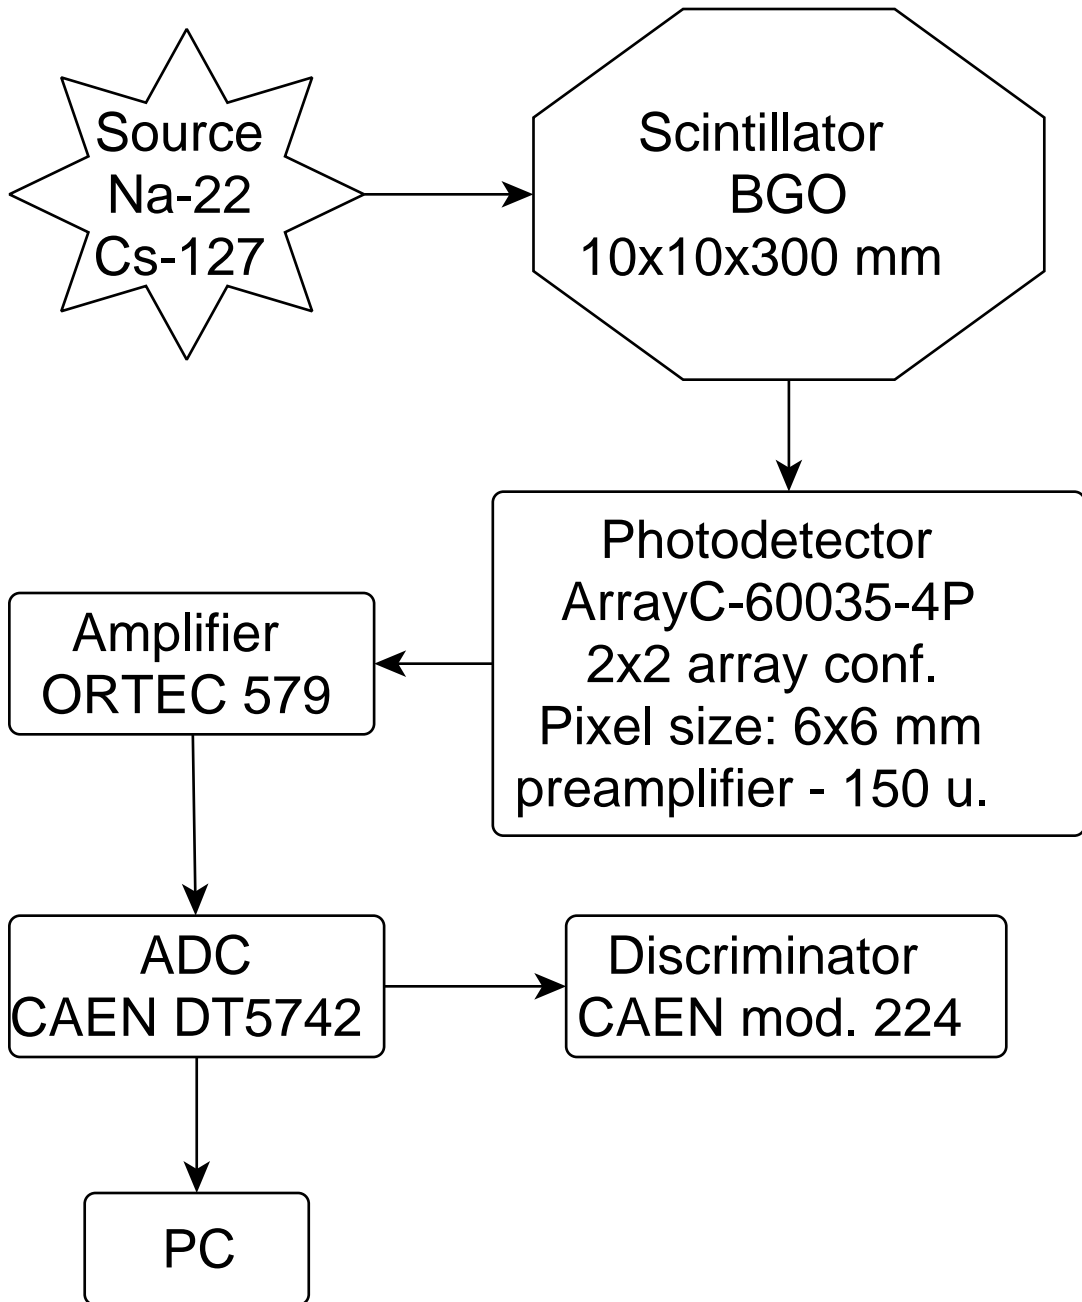 Source
Na-22
Cs-127
Scintillator
BGO
10x10x300 mm
Photodetector
ArrayC-60035-4P
2x2 array conf.
Pixel size: 6x6 mm
preamplifier - 150 u.
Amplifier
ORTEC 579
ADC
CAEN DT5742
Discriminator
CAEN mod. 224
PC